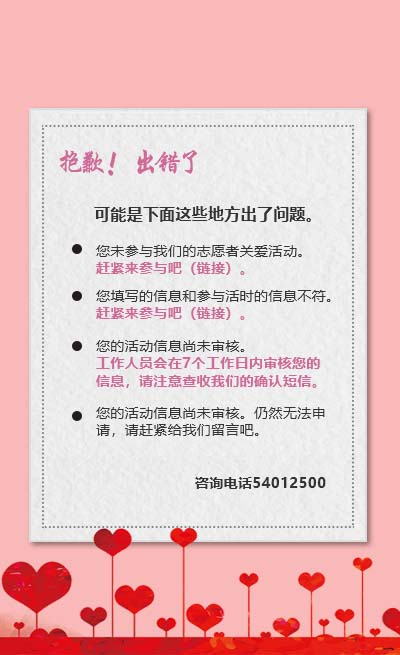 抱歉！ 出错了
可能是下面这些地方出了问题。
您未参与我们的志愿者关爱活动。
赶紧来参与吧（链接）。
您填写的信息和参与活时的信息不符。
赶紧来参与吧（链接）。
您的活动信息尚未审核。
工作人员会在7个工作日内审核您的
信息，请注意查收我们的确认短信。
您的活动信息尚未审核。仍然无法申
请，请赶紧给我们留言吧。
咨询电话54012500